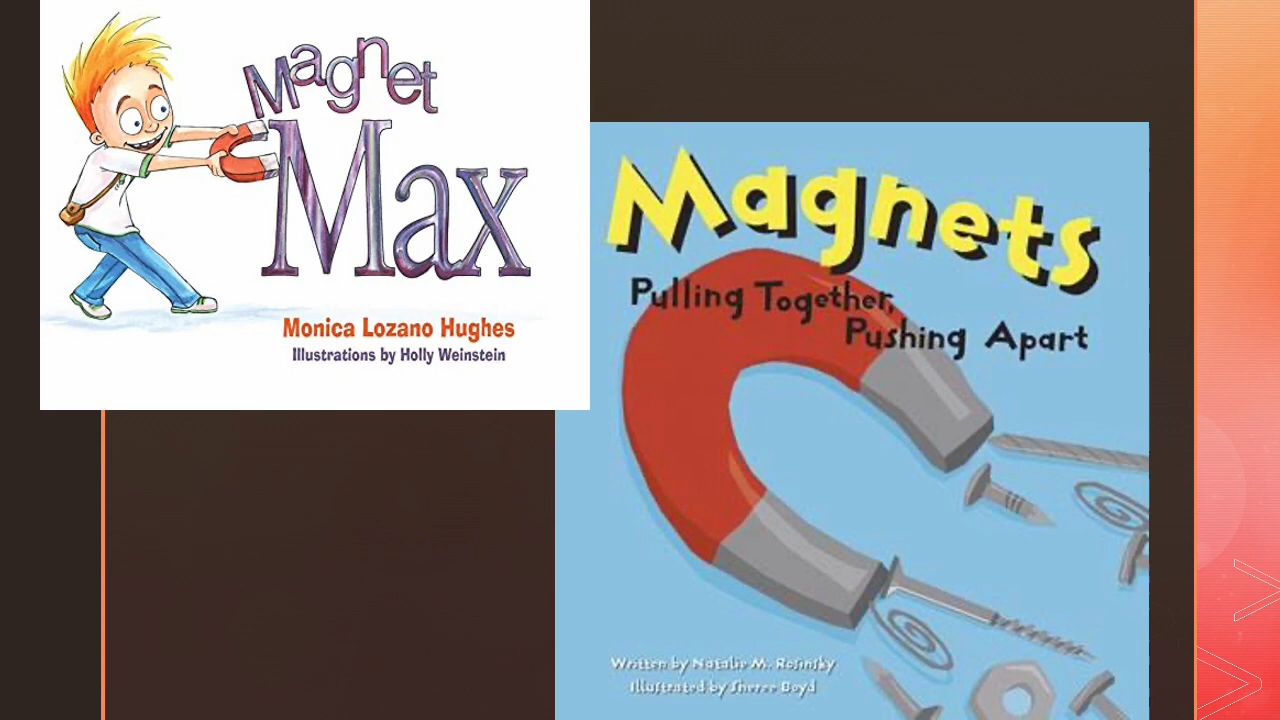 Magnet
Max
Monica Lozano Hughes
Illustrations by Holly Weinstein
Magnets
Pulling Together,
Pushing Apart
Written by Natalie M. Rosinsky
Illustrated by Sheree Boyd